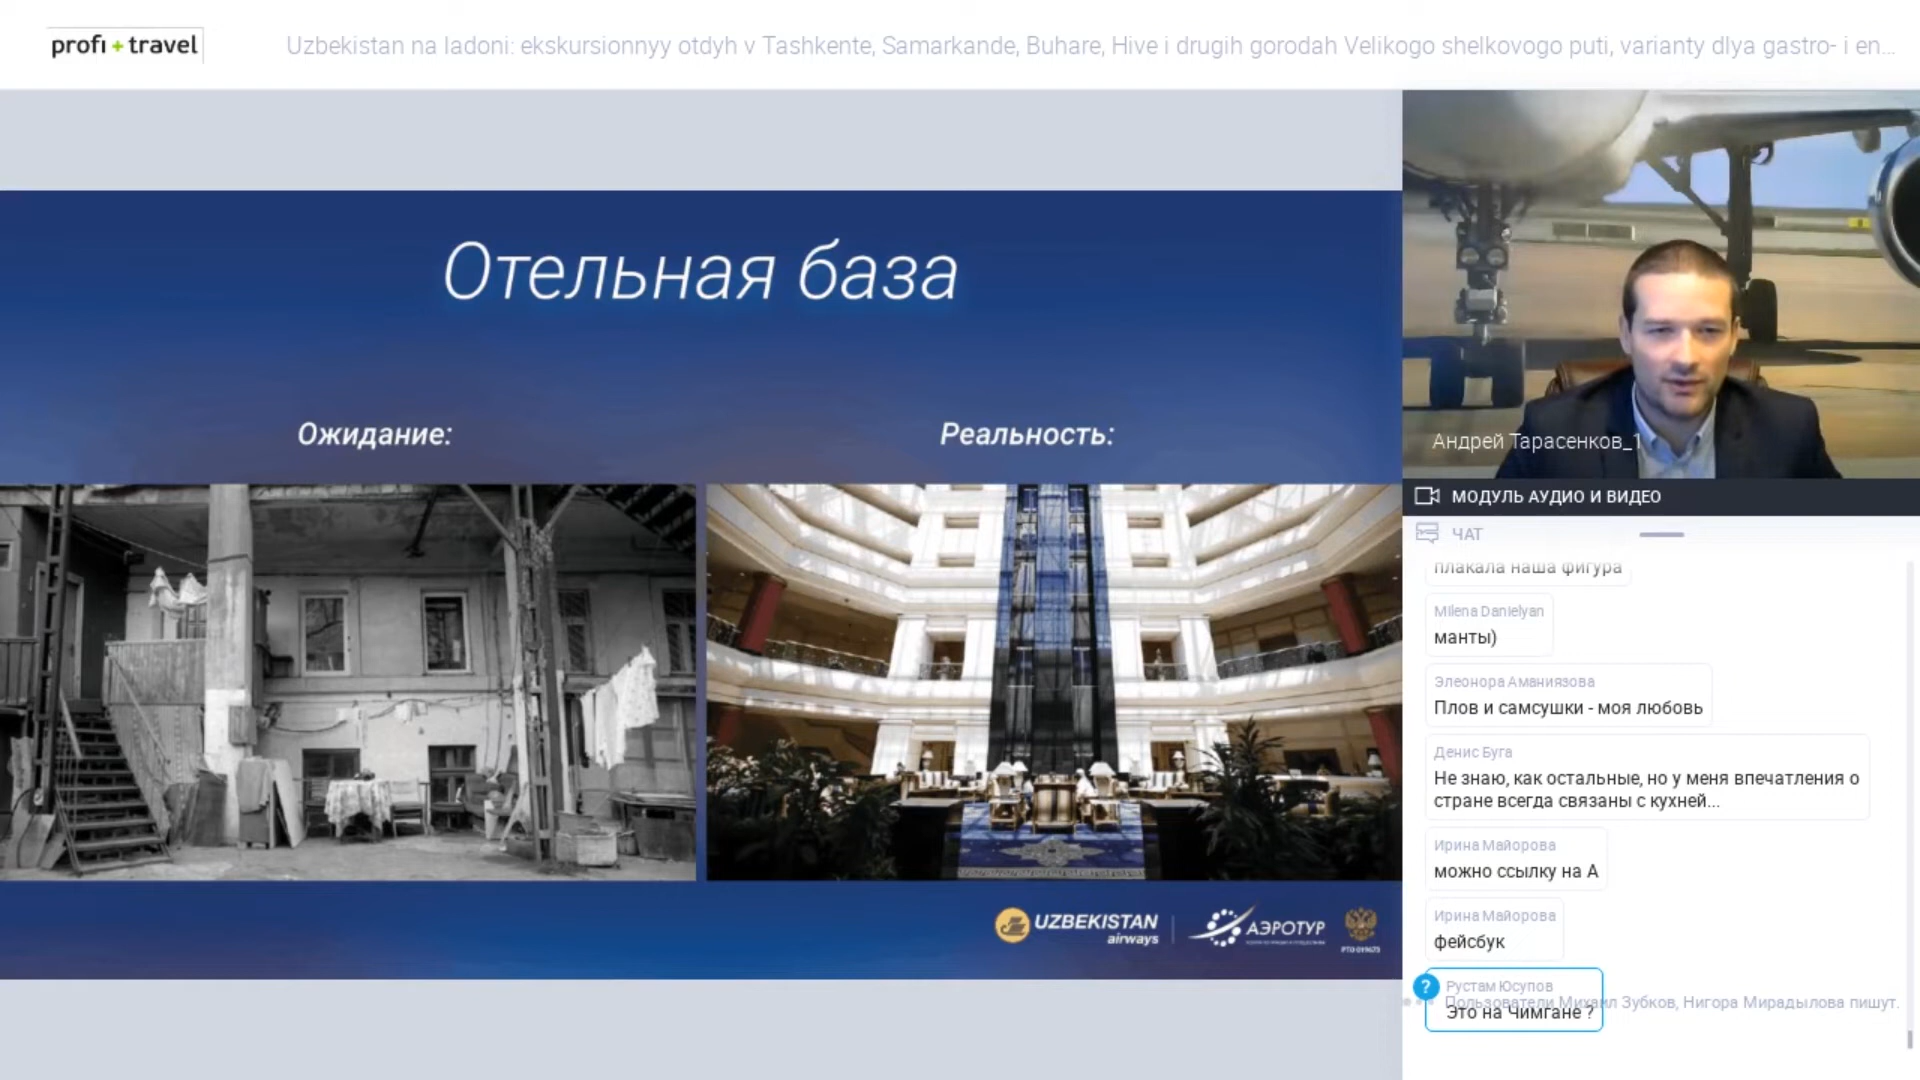 profi + travel
Uzbekistan na ladoni: ekskursionnyy otdyh v Tashkente, Samarkande, Buhare, Hive i drugih gorodah Velikogo shelkovogo puti, varianty dlya gastro- i en...
Отельная база
Ожидание:
Реальность:
UZBEKISTAN
airways
АЭРОТУР
Андрей Тарасенков_1
МОДУЛЬ АУДИО И ВИДЕО
ЧАТ
плакала наша фигура
Milena Danielyan
манты)
Элеонора Аманиязова
Плов и самсушки - моя любовь
Денис Буга
Не знаю, как остальные, но у меня впечатления о
стране всегда связаны с кухней...
Ирина Майорова
можно ссылку на А
Ирина Майорова
фейсбук
?
Рустам Юсупов
Пользователи Михаил Зубков, Нигора Мирадылова пишут.
Это на Чимгане ?